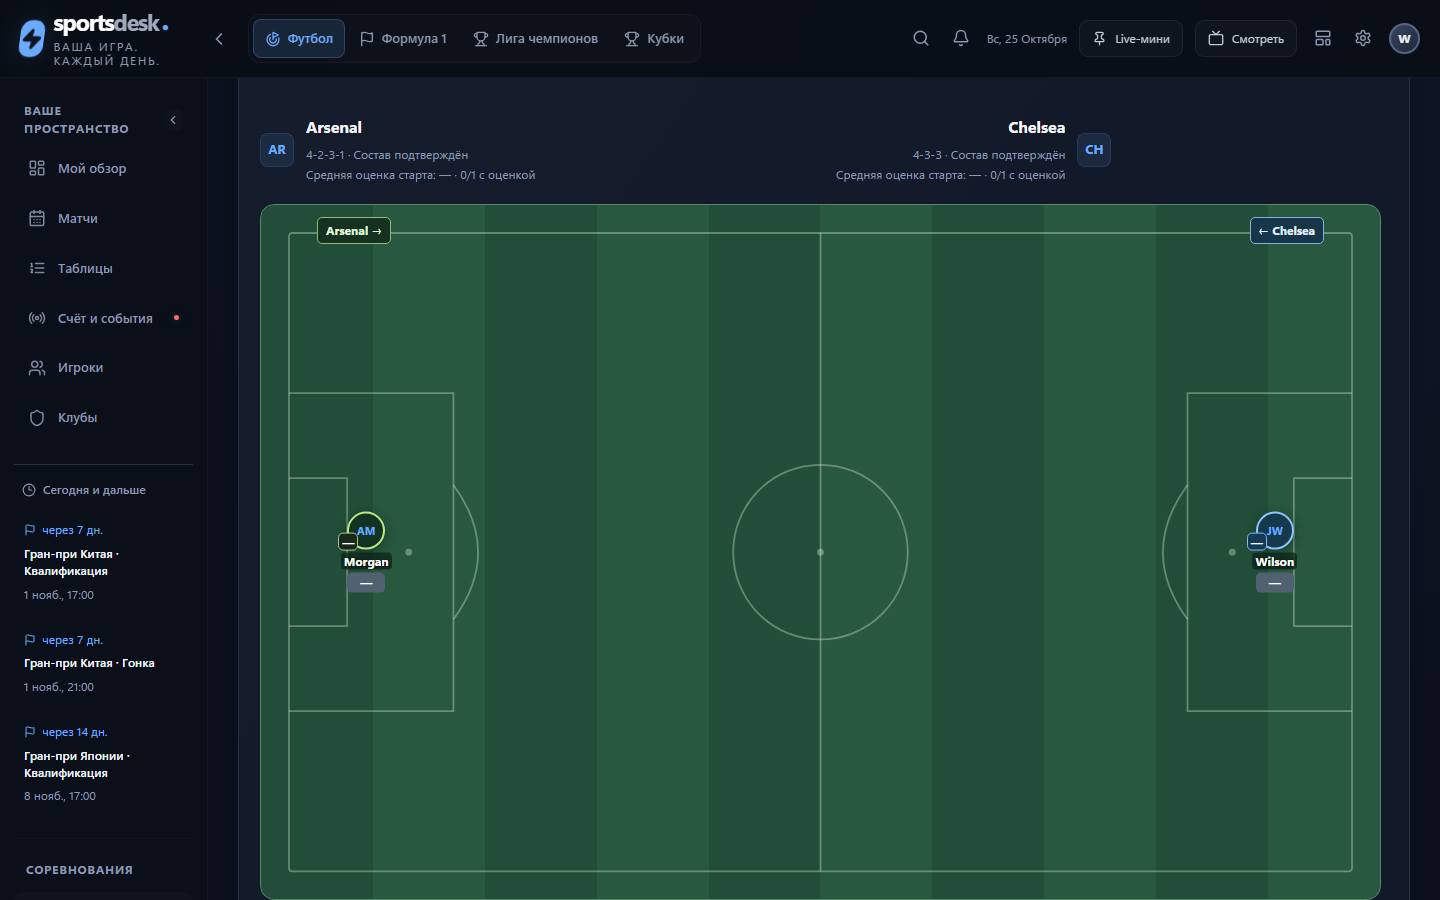 sportsdesk.
ВАША ИГРА.
КАЖДЫЙ ДЕНЬ.
Футбол
Формула 1
Лига чемпионов
Кубки
Вс, 25 Октября
Live-мини
Смотреть
W
ВАШЕ
ПРОСТРАНСТВО
Мой обзор
Матчи
Таблицы
Счёт и события
Игроки
Клубы
Сегодня и дальше
через 7 дн.
Гран-при Китая ·
Квалификация
1 нояб., 17:00
через 7 дн.
Гран-при Китая · Гонка
1 нояб., 21:00
через 14 дн.
Гран-при Японии ·
Квалификация
8 нояб., 17:00
СОРЕВНОВАНИЯ
AR
Arsenal
4-2-3-1 · Состав подтверждён
Средняя оценка старта: — · 0/1 с оценкой
Chelsea
4-3-3 · Состав подтверждён
Средняя оценка старта: — · 0/1 с оценкой
CH
Arsenal →
← Chelsea
AM
—
Morgan
—
JW
—
Wilson
—